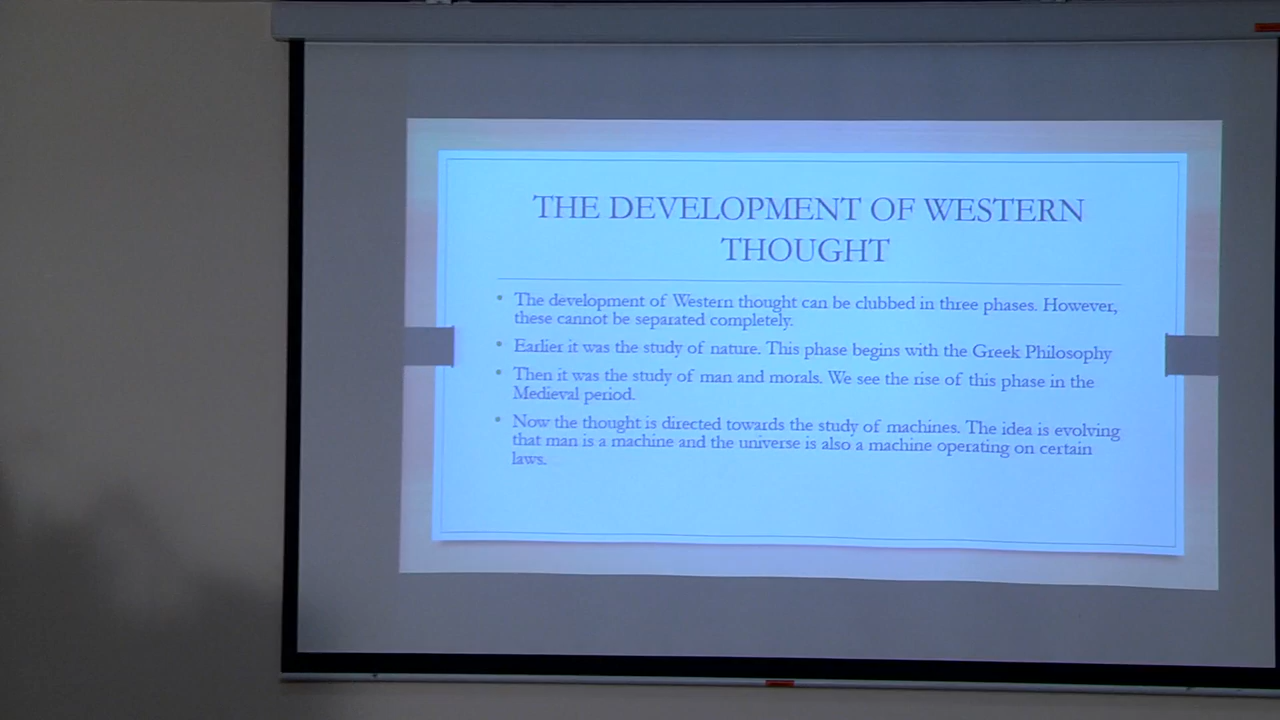 THE DEVELOPMENT OF WESTERN
THOUGHT
• The development of Western thought can be clubbed in three phases. However,
these cannot be separated completely.
• Earlier it was the study of nature. This phase begins with the Greek Philosophy
• Then it was the study of man and morals. We see the rise of this phase in the
Medieval period.
• Now the thought is directed towards the study of machines. The idea is evolving
that man is a machine and the universe is also a machine operating on certain
laws.